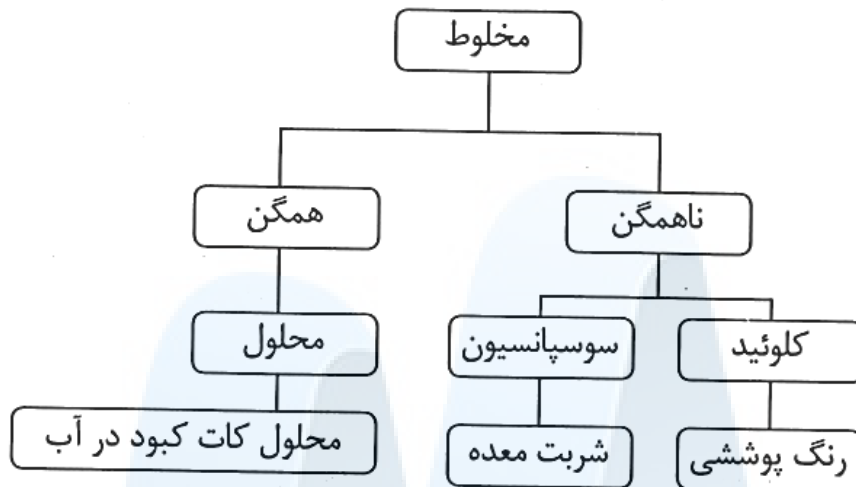 مخلوط
ناهمگن
همگن
کلوئید
سوسپانسیون
محلول
رنگ پوششی
شربت معده
محلول کات کبود در آب